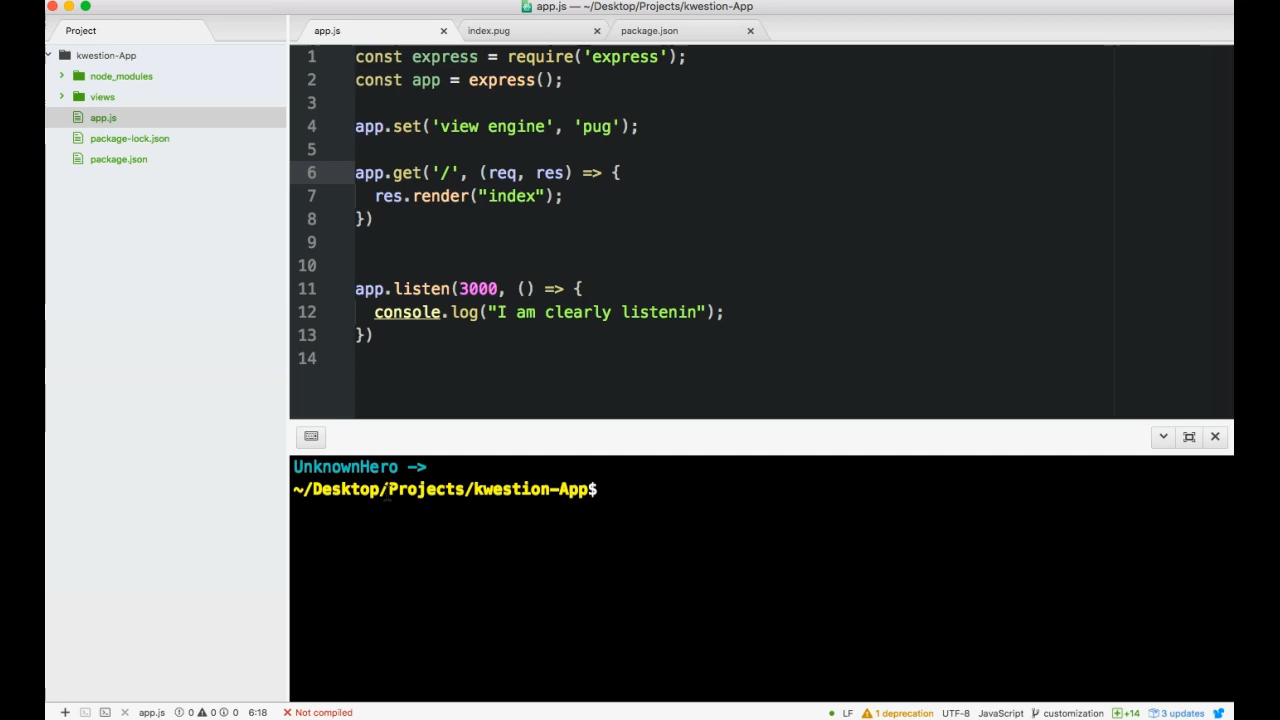 app.js — ~/Desktop/Projects/kwestion-App
Project
app.js
index.pug
package.json
kwestion-App
node_modules
views
app.js
package-lock.json
package.json
1 const express = require('express');
2 const app = express();
3
4 app.set('view engine', 'pug');
5
6 app.get('/', (req, res) => {
7 res.render("index");
8 })
9
10
11 app.listen(3000, () => {
12 console.log("I am clearly listenin");
13 })
14
UnknownHero ->
~/Desktop/Projects/kwestion-App$
app.js 0 0 0 6:18 Not compiled LF 1 deprecation UTF-8 JavaScript customization +14 3 updates